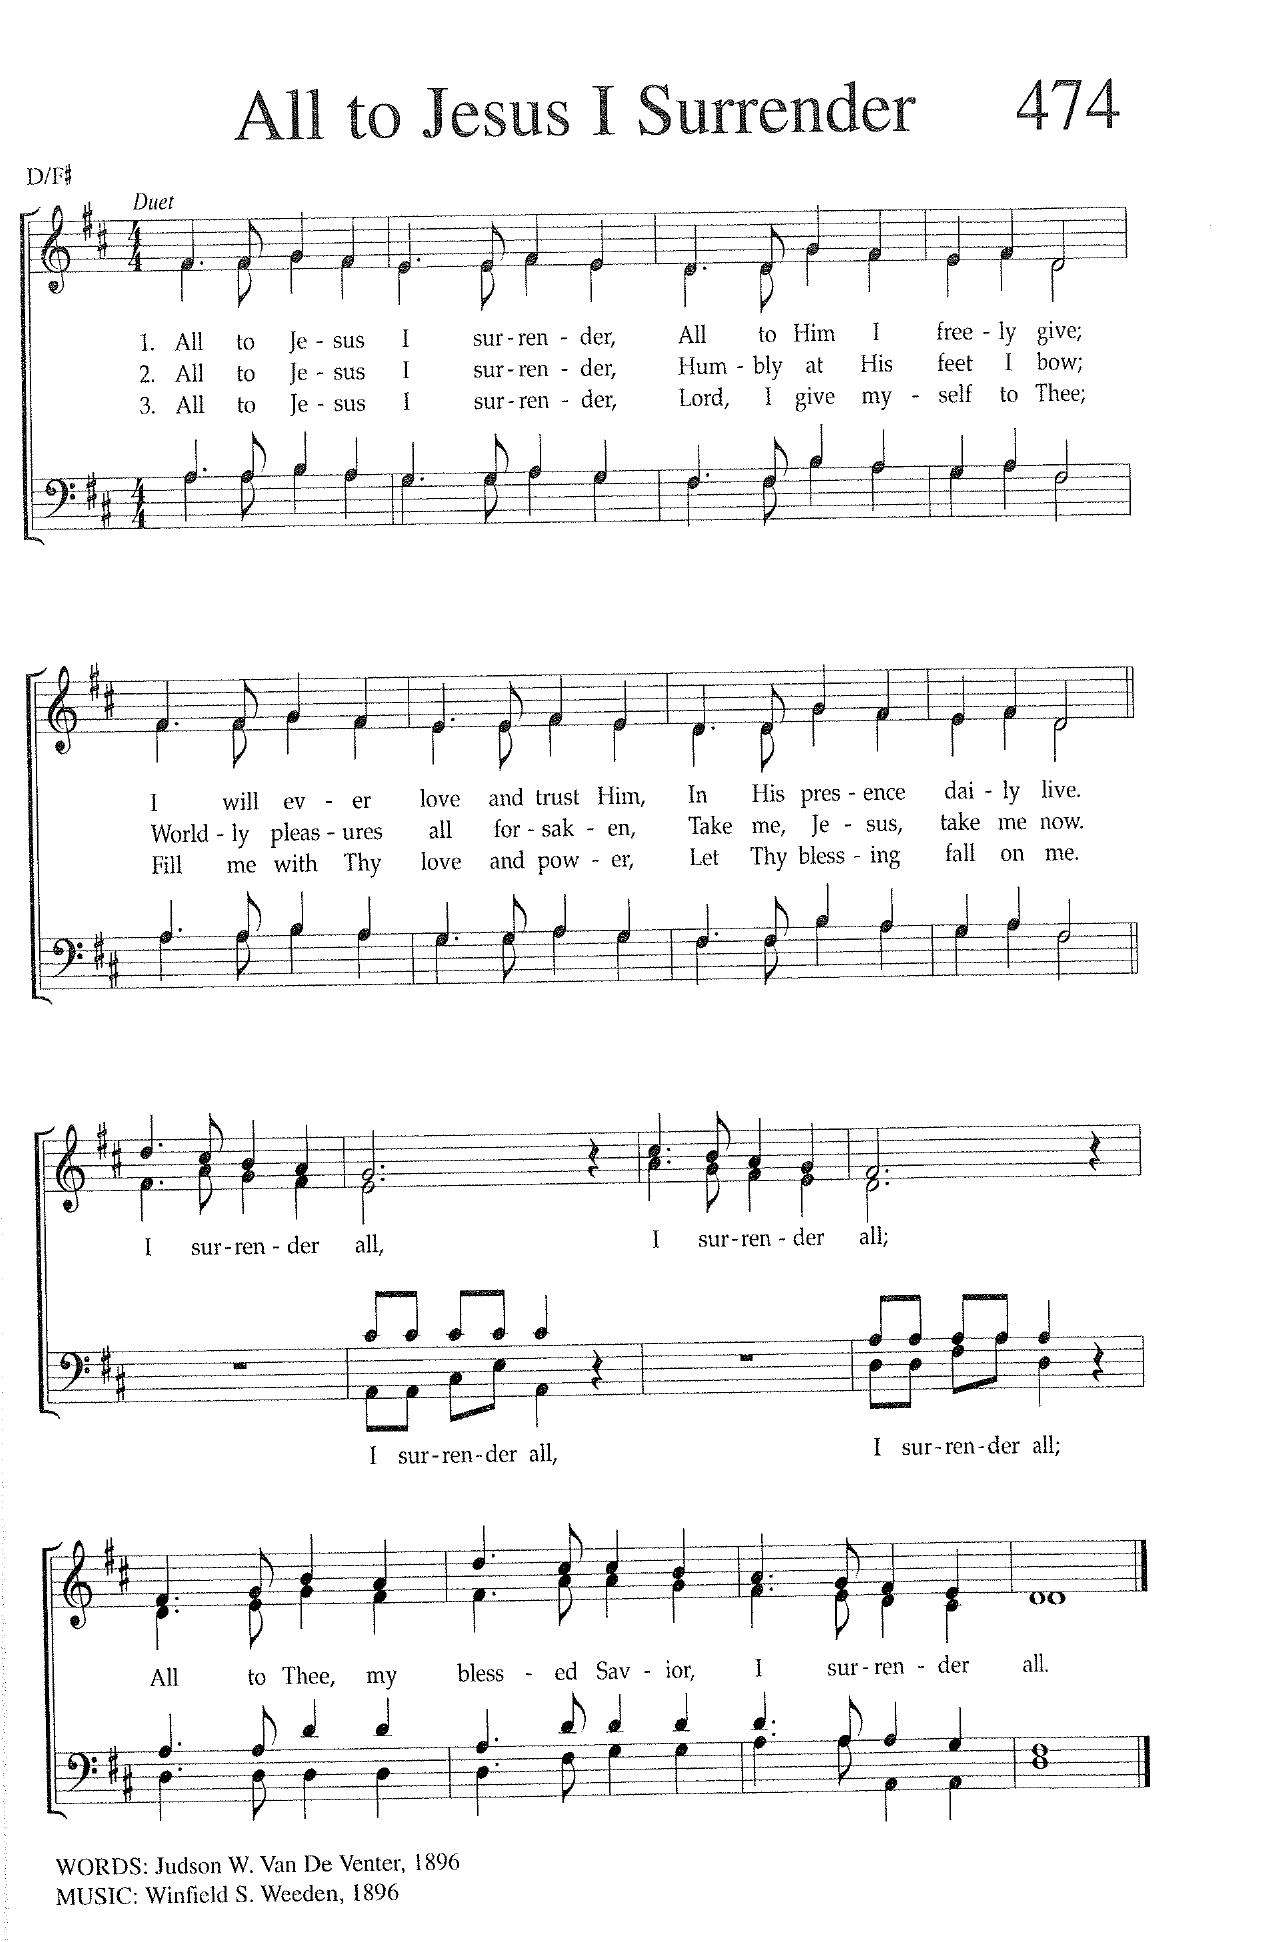 All to Jesus I Surrender 474
D/F♯
Duet
1. All to Je - sus I sur - ren - der, All to Him I free - ly give;
2. All to Je - sus I sur - ren - der, Hum - bly at His feet I bow;
3. All to Je - sus I sur - ren - der, Lord, I give my - self to Thee;
I will ev - er love and trust Him, In His pres - ence dai - ly live.
World - ly pleas - ures all for - sak - en, Take me, Je - sus, take me now.
Fill me with Thy love and pow - er, Let Thy bless - ing fall on me.
I sur - ren - der all, I sur - ren - der all;
I sur - ren - der all, I sur - ren - der all;
All to Thee, my bless - ed Sav - ior, I sur - ren - der all.
WORDS: Judson W. Van De Venter, 1896
MUSIC: Winfield S. Weeden, 1896